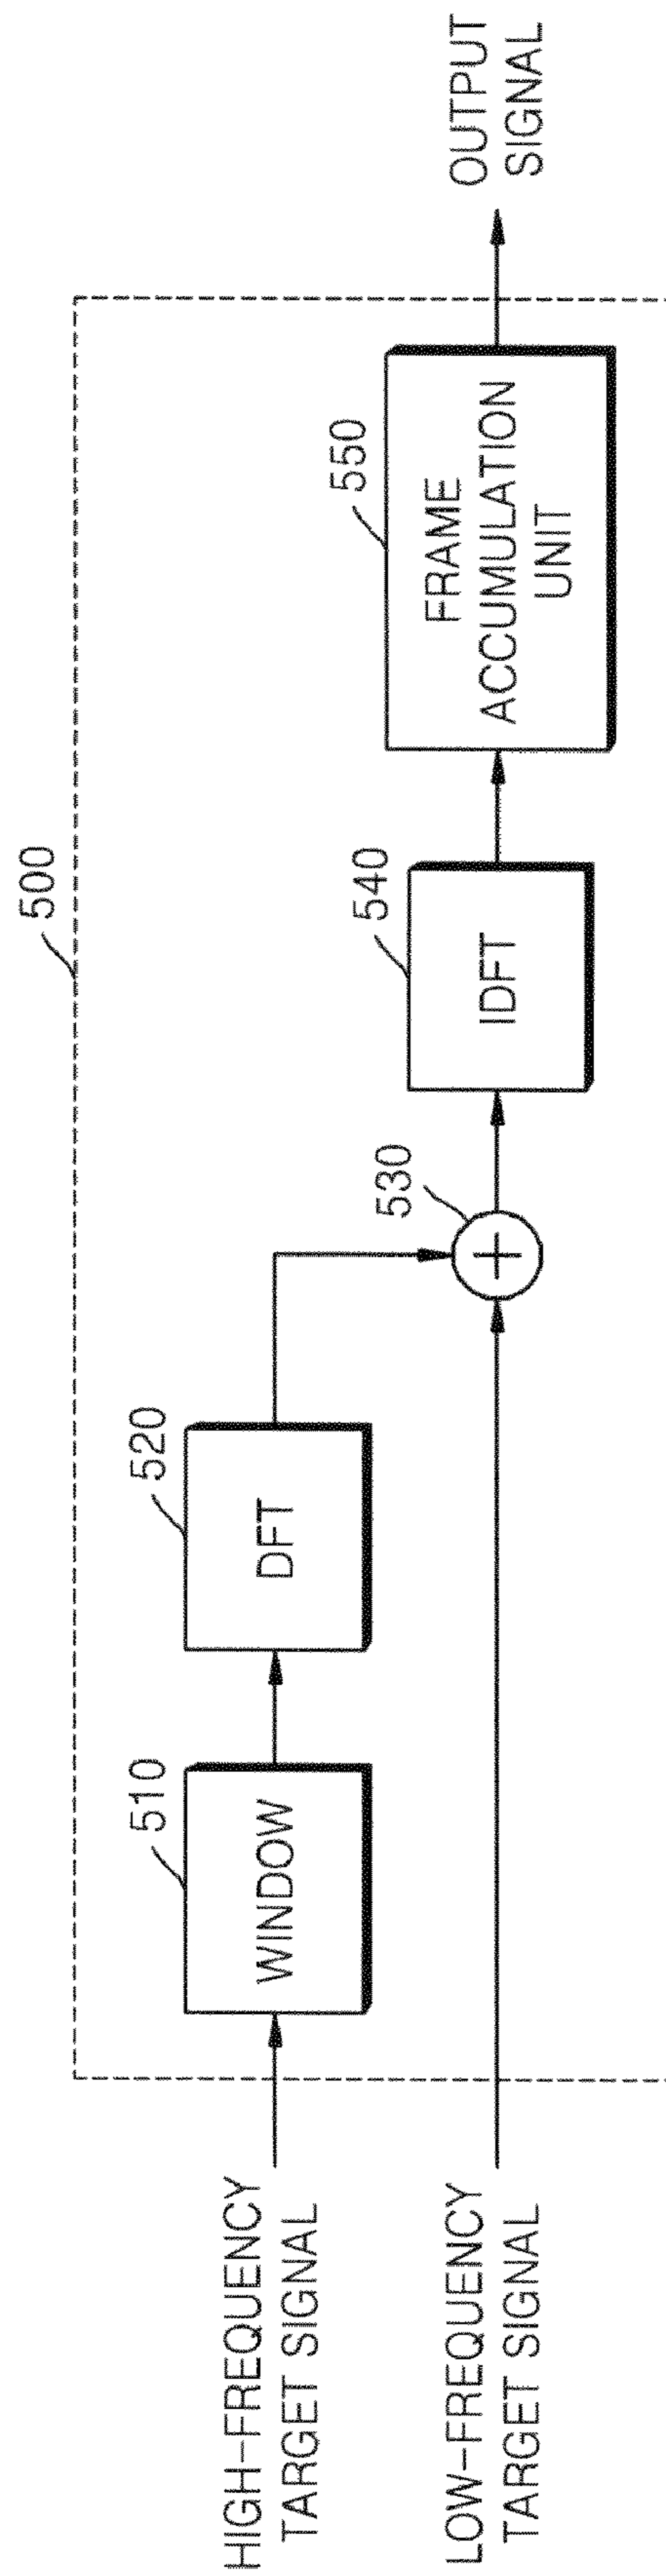 500
HIGH-FREQUENCY
TARGET SIGNAL
510
WINDOW
520
DFT
LOW-FREQUENCY
TARGET SIGNAL
530
+
540
IDFT
550
FRAME
ACCUMULATION
UNIT
OUTPUT
SIGNAL